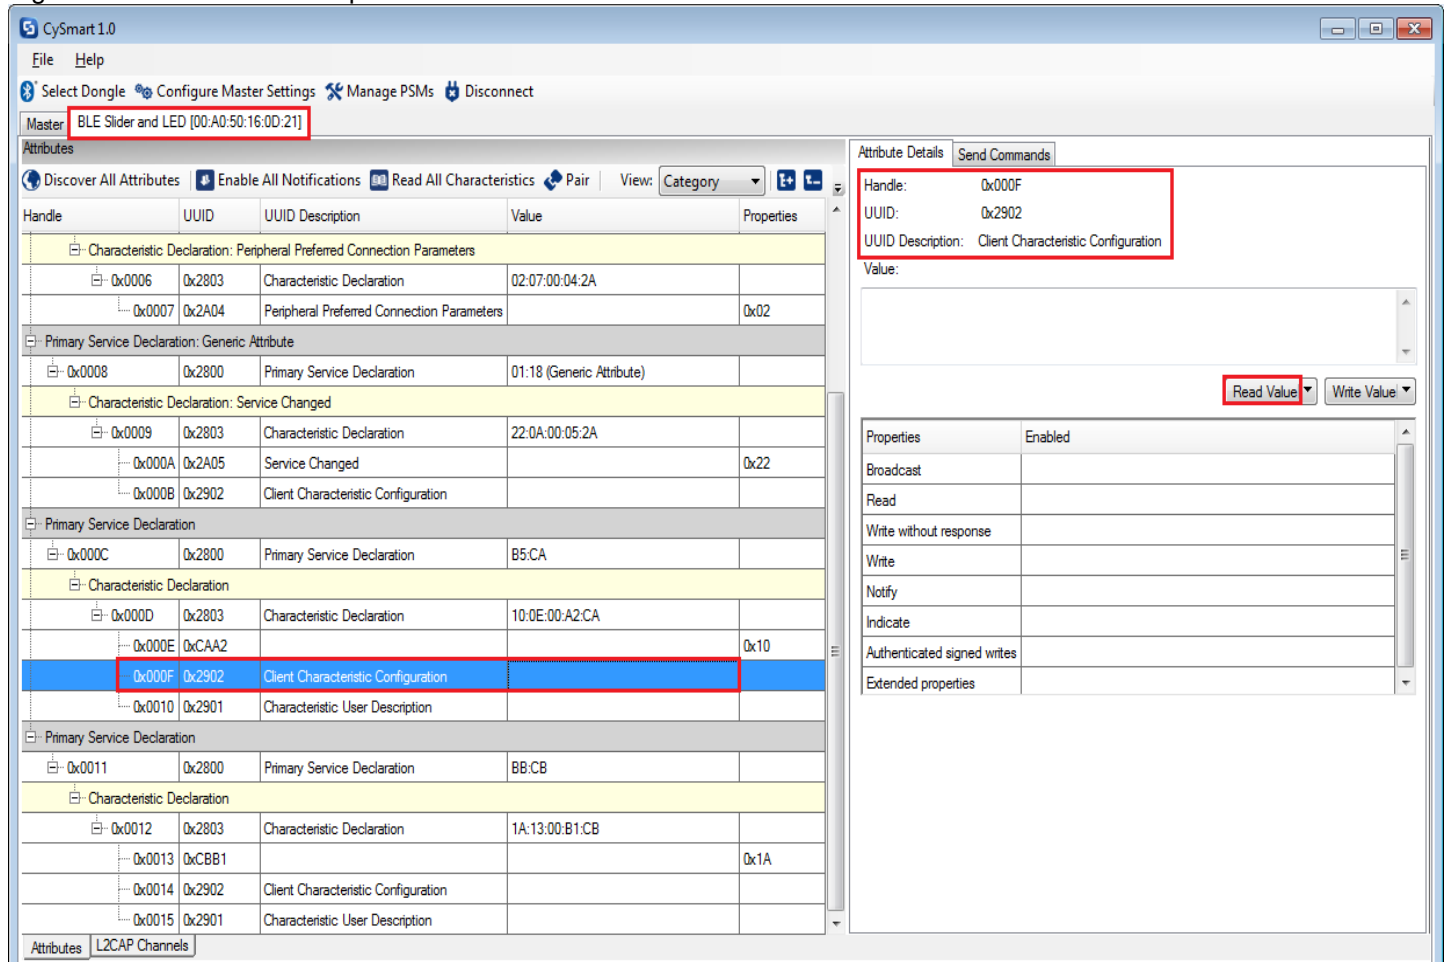 CySmart 1.0
File Help
Select Dongle Configure Master Settings Manage PSMs Disconnect
Master BLE Slider and LED [00:A0:50:16:0D:21]
Attributes
Discover All Attributes Enable All Notifications Read All Characteristics Pair View: Category
Handle UUID UUID Description Value Properties
Characteristic Declaration: Peripheral Preferred Connection Parameters
0x0006 0x2803 Characteristic Declaration 02:07:00:04:2A
0x0007 0x2A04 Peripheral Preferred Connection Parameters 0x02
Primary Service Declaration: Generic Attribute
0x0008 0x2800 Primary Service Declaration 01:18 (Generic Attribute)
Characteristic Declaration: Service Changed
0x0009 0x2803 Characteristic Declaration 22:0A:00:05:2A
0x000A 0x2A05 Service Changed 0x22
0x000B 0x2902 Client Characteristic Configuration
Primary Service Declaration
0x000C 0x2800 Primary Service Declaration B5:CA
Characteristic Declaration
0x000D 0x2803 Characteristic Declaration 10:0E:00:A2:CA
0x000E 0xCAA2 0x10
0x000F 0x2902 Client Characteristic Configuration
0x0010 0x2901 Characteristic User Description
Primary Service Declaration
0x0011 0x2800 Primary Service Declaration BB:CB
Characteristic Declaration
0x0012 0x2803 Characteristic Declaration 1A:13:00:B1:CB
0x0013 0xCBB1 0x1A
0x0014 0x2902 Client Characteristic Configuration
0x0015 0x2901 Characteristic User Description
Attributes L2CAP Channels
Attribute Details Send Commands
Handle: 0x000F
UUID: 0x2902
UUID Description: Client Characteristic Configuration
Value:
Read Value Write Value
Properties Enabled
Broadcast
Read
Write without response
Write
Notify
Indicate
Authenticated signed writes
Extended properties